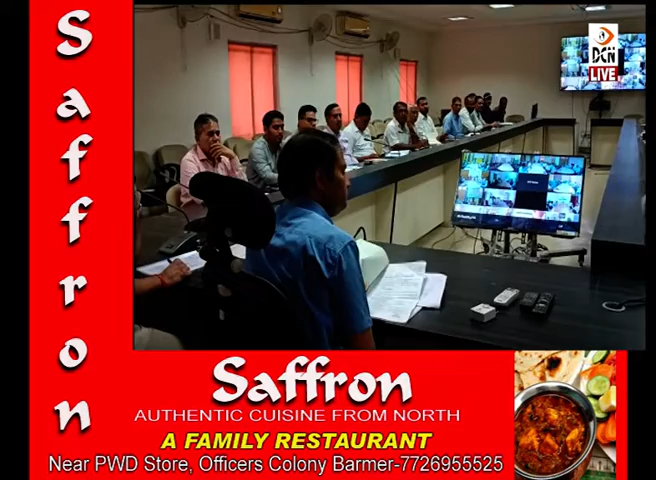 Saffron
DCN
LIVE
Saffron
AUTHENTIC CUISINE FROM NORTH
A FAMILY RESTAURANT
Near PWD Store, Officers Colony Barmer-7726955525